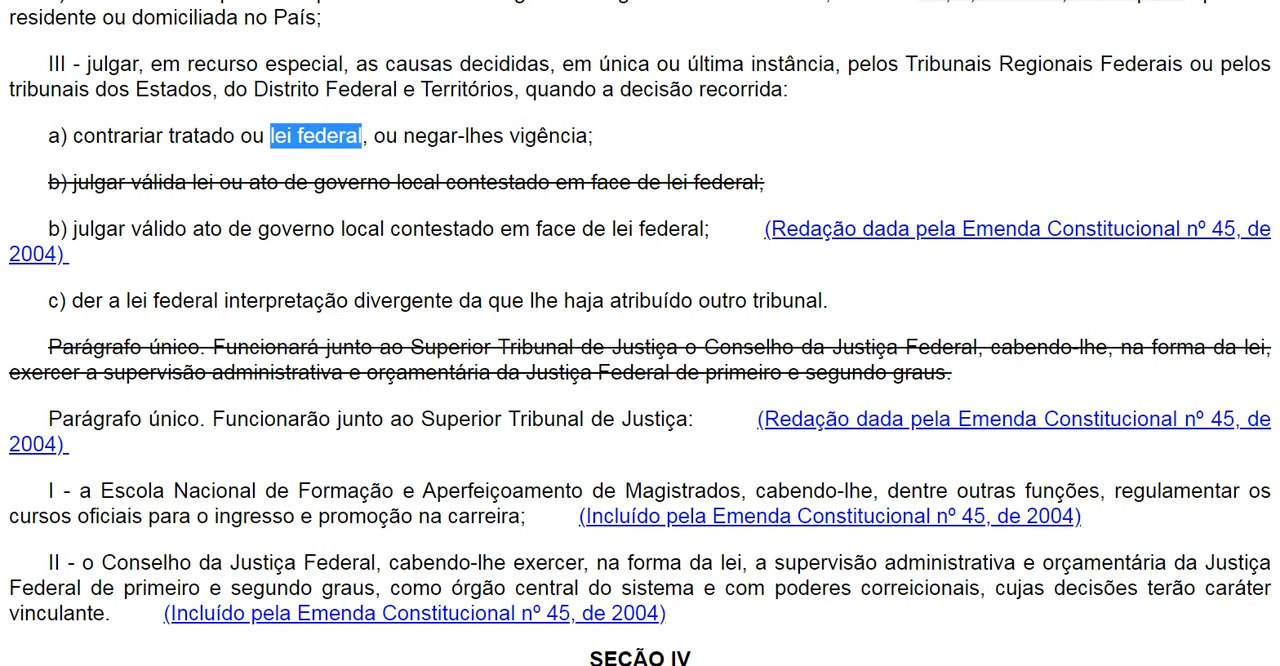 residente ou domiciliada no País;
III - julgar, em recurso especial, as causas decididas, em única ou última instância, pelos Tribunais Regionais Federais ou pelos
tribunais dos Estados, do Distrito Federal e Territórios, quando a decisão recorrida:
a) contrariar tratado ou lei federal, ou negar-lhes vigência;
b) julgar válida lei ou ato de governo local contestado em face de lei federal;
b) julgar válido ato de governo local contestado em face de lei federal; (Redação dada pela Emenda Constitucional nº 45, de
2004)
c) der a lei federal interpretação divergente da que lhe haja atribuído outro tribunal.
Parágrafo único. Funcionará junto ao Superior Tribunal de Justiça o Conselho da Justiça Federal, cabendo-lhe, na forma da lei,
exercer a supervisão administrativa e orçamentária da Justiça Federal de primeiro e segundo graus.
Parágrafo único. Funcionarão junto ao Superior Tribunal de Justiça: (Redação dada pela Emenda Constitucional nº 45, de
2004)
I - a Escola Nacional de Formação e Aperfeiçoamento de Magistrados, cabendo-lhe, dentre outras funções, regulamentar os
cursos oficiais para o ingresso e promoção na carreira; (Incluído pela Emenda Constitucional nº 45, de 2004)
II - o Conselho da Justiça Federal, cabendo-lhe exercer, na forma da lei, a supervisão administrativa e orçamentária da Justiça
Federal de primeiro e segundo graus, como órgão central do sistema e com poderes correicionais, cujas decisões terão caráter
vinculante. (Incluído pela Emenda Constitucional nº 45, de 2004)
SEÇÃO IV